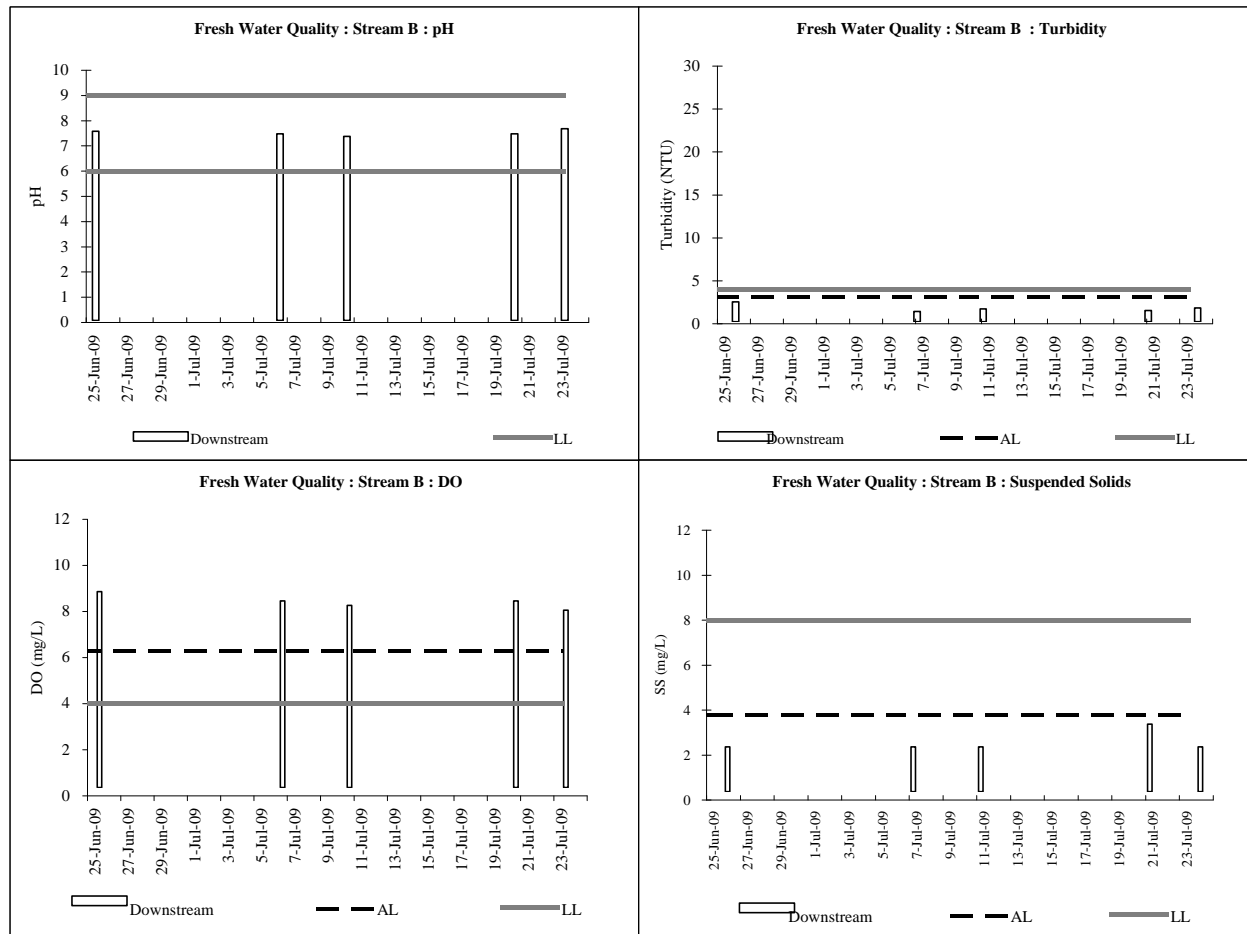 Fresh Water Quality : Stream B : pH
10
9
8
7
6
5
4
3
2
1
0
pH
25-Jun-09
27-Jun-09
29-Jun-09
1-Jul-09
3-Jul-09
5-Jul-09
7-Jul-09
9-Jul-09
11-Jul-09
13-Jul-09
15-Jul-09
17-Jul-09
19-Jul-09
21-Jul-09
23-Jul-09
Downstream
LL
Fresh Water Quality : Stream B : Turbidity
30
25
20
15
10
5
0
Turbidity (NTU)
25-Jun-09
27-Jun-09
29-Jun-09
1-Jul-09
3-Jul-09
5-Jul-09
7-Jul-09
9-Jul-09
11-Jul-09
13-Jul-09
15-Jul-09
17-Jul-09
19-Jul-09
21-Jul-09
23-Jul-09
Downstream
AL
LL
Fresh Water Quality : Stream B : DO
12
10
8
6
4
2
0
DO (mg/L)
25-Jun-09
27-Jun-09
29-Jun-09
1-Jul-09
3-Jul-09
5-Jul-09
7-Jul-09
9-Jul-09
11-Jul-09
13-Jul-09
15-Jul-09
17-Jul-09
19-Jul-09
21-Jul-09
23-Jul-09
Downstream
AL
LL
Fresh Water Quality : Stream B : Suspended Solids
12
10
8
6
4
2
0
SS (mg/L)
25-Jun-09
27-Jun-09
29-Jun-09
1-Jul-09
3-Jul-09
5-Jul-09
7-Jul-09
9-Jul-09
11-Jul-09
13-Jul-09
15-Jul-09
17-Jul-09
19-Jul-09
21-Jul-09
23-Jul-09
Downstream
AL
LL